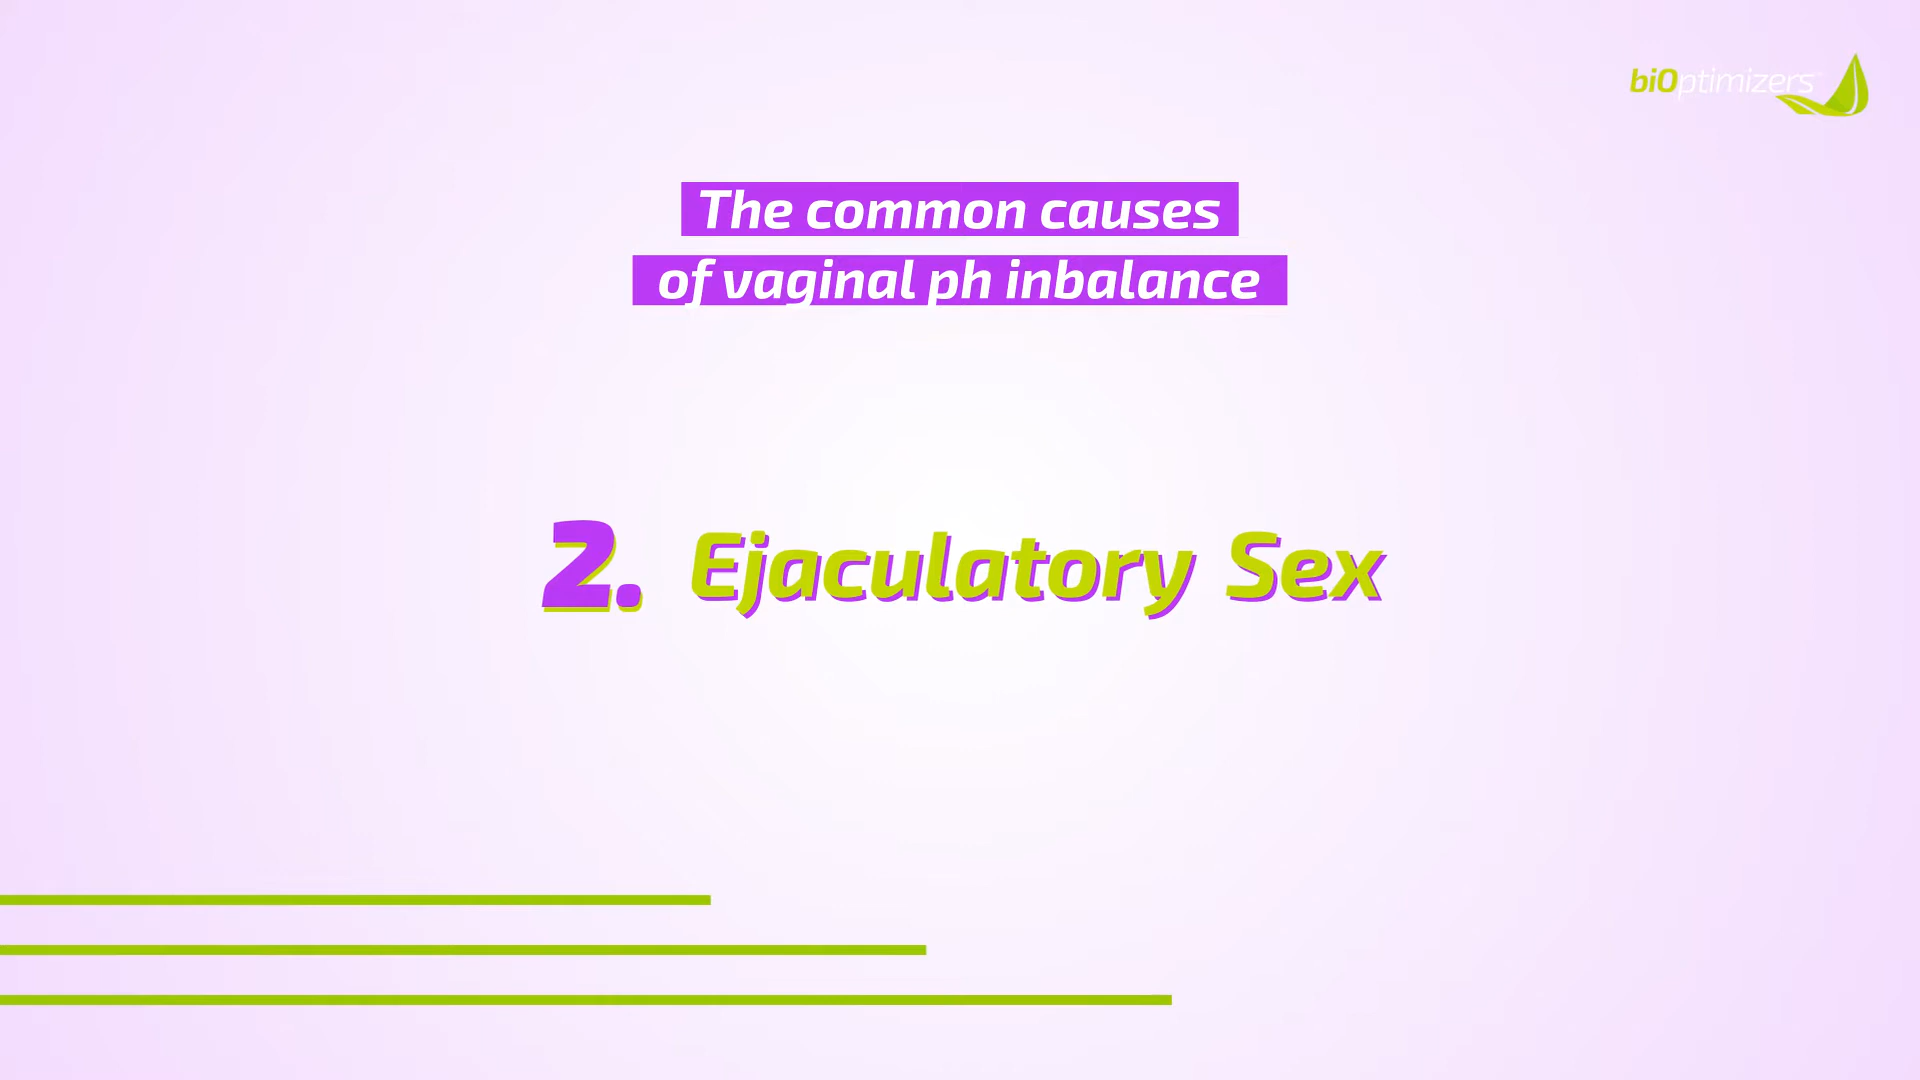 biOptimizers
The common causes
of vaginal ph inbalance
2. Ejaculatory Sex